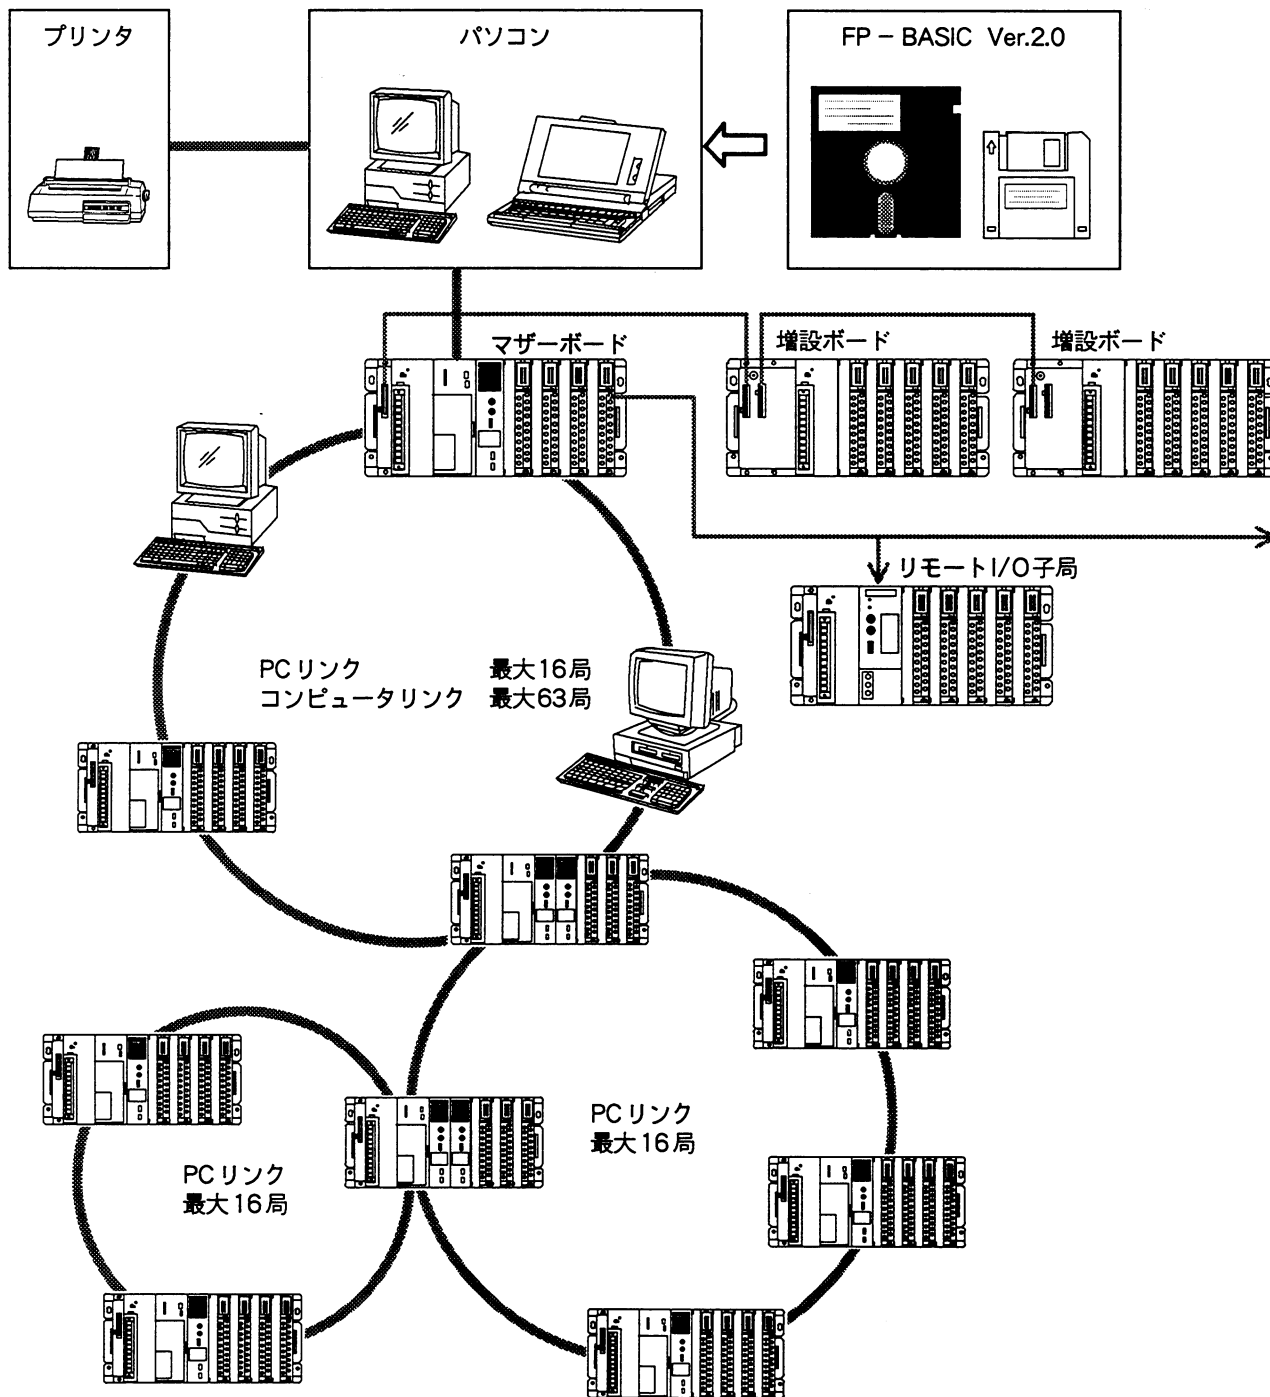 プリンタ
パソコン
FP－BASIC Ver.2.0
マザーボード
増設ボード
増設ボード
リモートI/O子局
PCリンク 最大16局
コンピュータリンク 最大63局
PCリンク
最大16局
PCリンク
最大16局